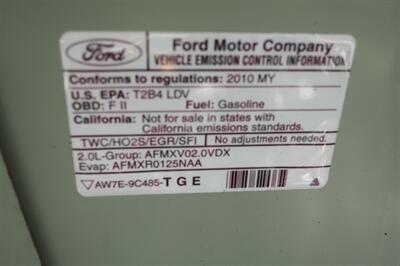 Ford
Ford Motor Company
VEHICLE EMISSION CONTROL INFORMATION
Conforms to regulations: 2010 MY
U.S. EPA: T2B4 LDV
OBD: F II Fuel: Gasoline
California: Not for sale in states with
California emissions standards.
TWC/HO2S/EGR/SFI No adjustments needed.
2.0L-Group: AFMXV02.0VDX
Evap: AFMXR0125NAA
AW7E-9C485-TGE